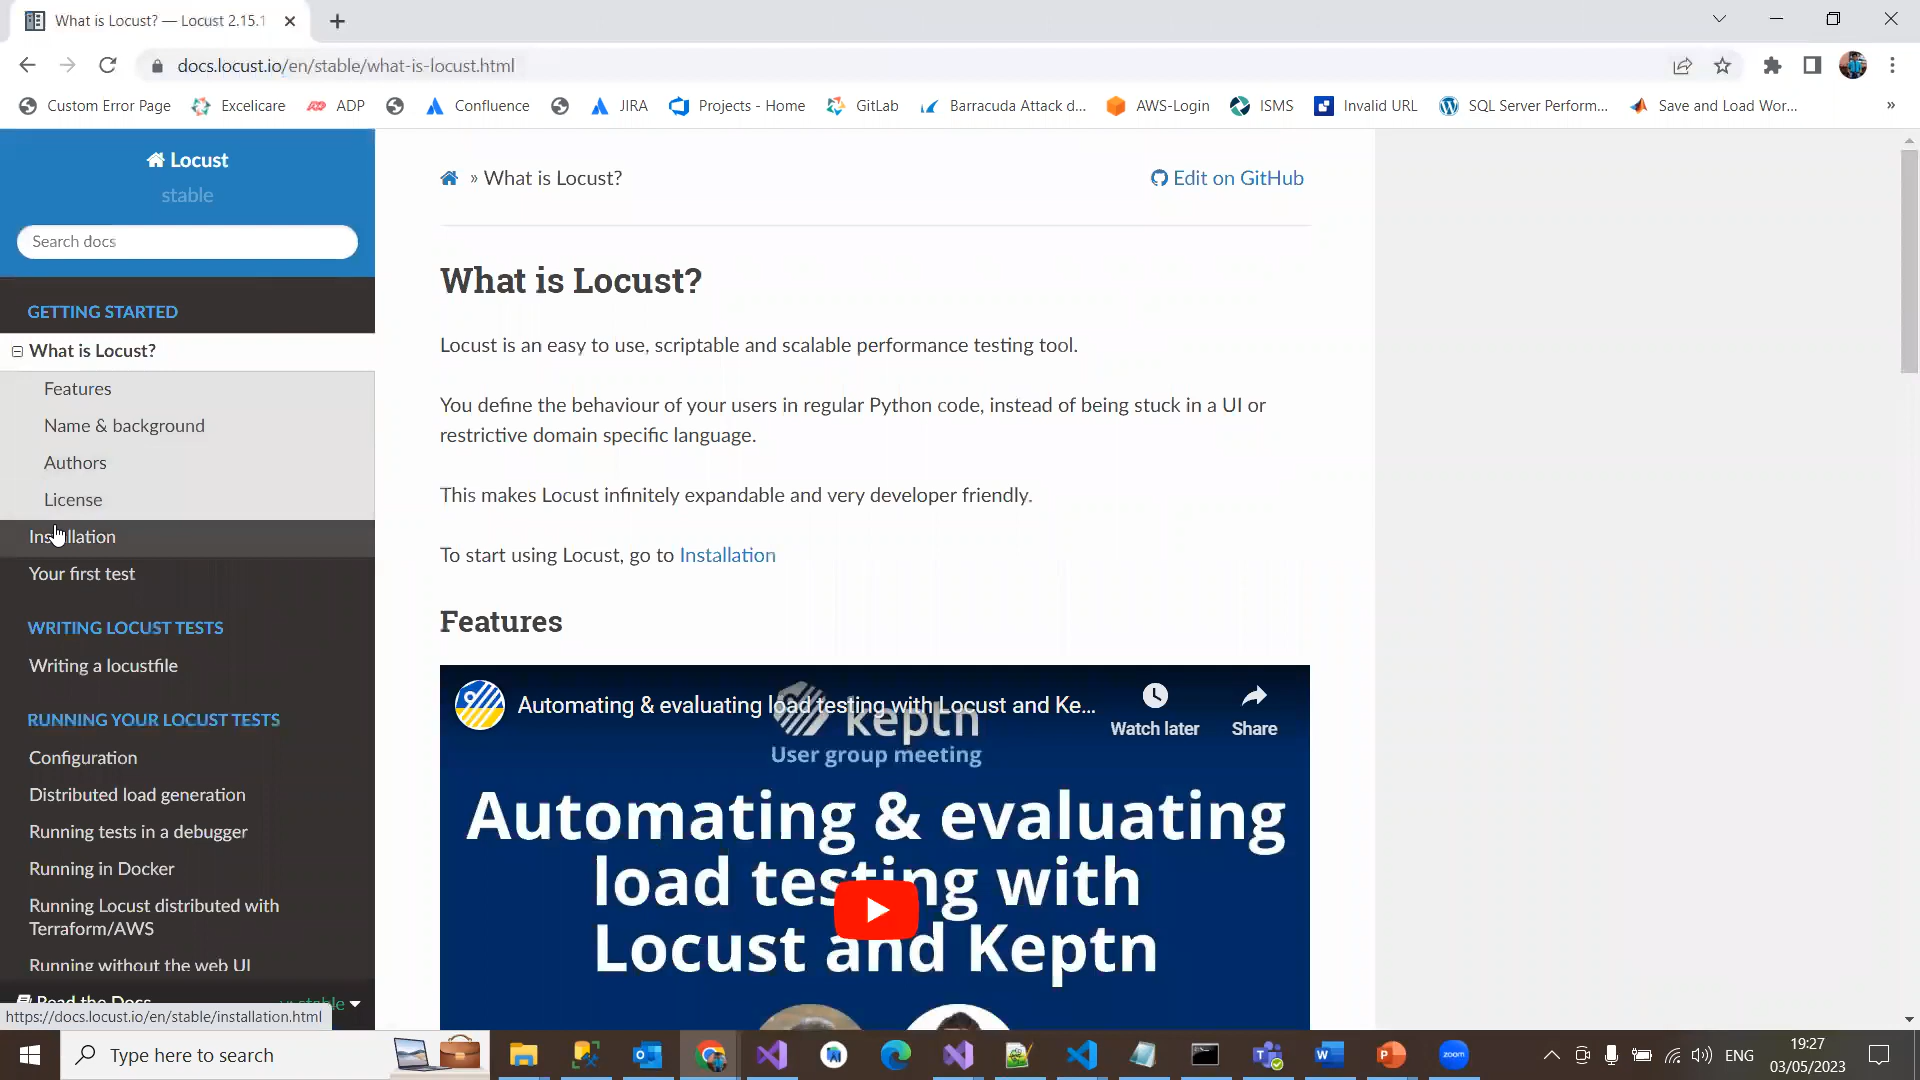 What is Locust? — Locust 2.15.1
docs.locust.io/en/stable/what-is-locust.html
Custom Error Page Excelicare ADP Confluence JIRA Projects - Home GitLab Barracuda Attack d... AWS-Login ISMS Invalid URL SQL Server Perform... Save and Load Wor... »
Locust
stable
Search docs
GETTING STARTED
What is Locust?
Features
Name & background
Authors
License
Installation
Your first test
WRITING LOCUST TESTS
Writing a locustfile
RUNNING YOUR LOCUST TESTS
Configuration
Distributed load generation
Running tests in a debugger
Running in Docker
Running Locust distributed with
Terraform/AWS
Running without the web UI
Read the Docs v: stable
https://docs.locust.io/en/stable/installation.html
» What is Locust?
Edit on GitHub
What is Locust?
Locust is an easy to use, scriptable and scalable performance testing tool.
You define the behaviour of your users in regular Python code, instead of being stuck in a UI or
restrictive domain specific language.
This makes Locust infinitely expandable and very developer friendly.
To start using Locust, go to Installation
Features
Automating & evaluating load testing with Locust and Ke...
Watch later
Share
keptn
User group meeting
Automating & evaluating
load testing with
Locust and Keptn
Type here to search
zoom
ENG
19:27
03/05/2023